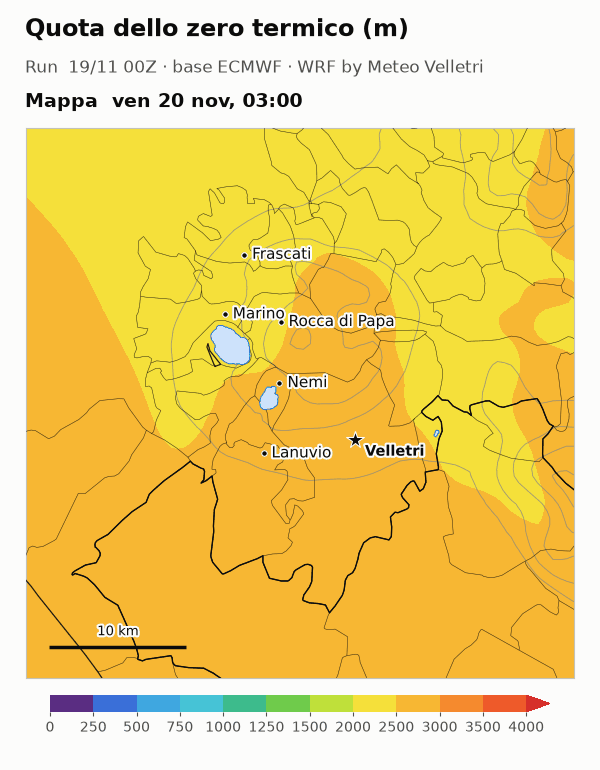 Quota dello zero termico (m)
Run  19/11 00Z · base ECMWF · WRF by Meteo Velletri
Mappa  ven 20 nov, 03:00
Frascati
Marino
Rocca di Papa
Nemi
Velletri
Lanuvio
10 km
0 250 500 750 1000 1250 1500 2000 2500 3000 3500 4000